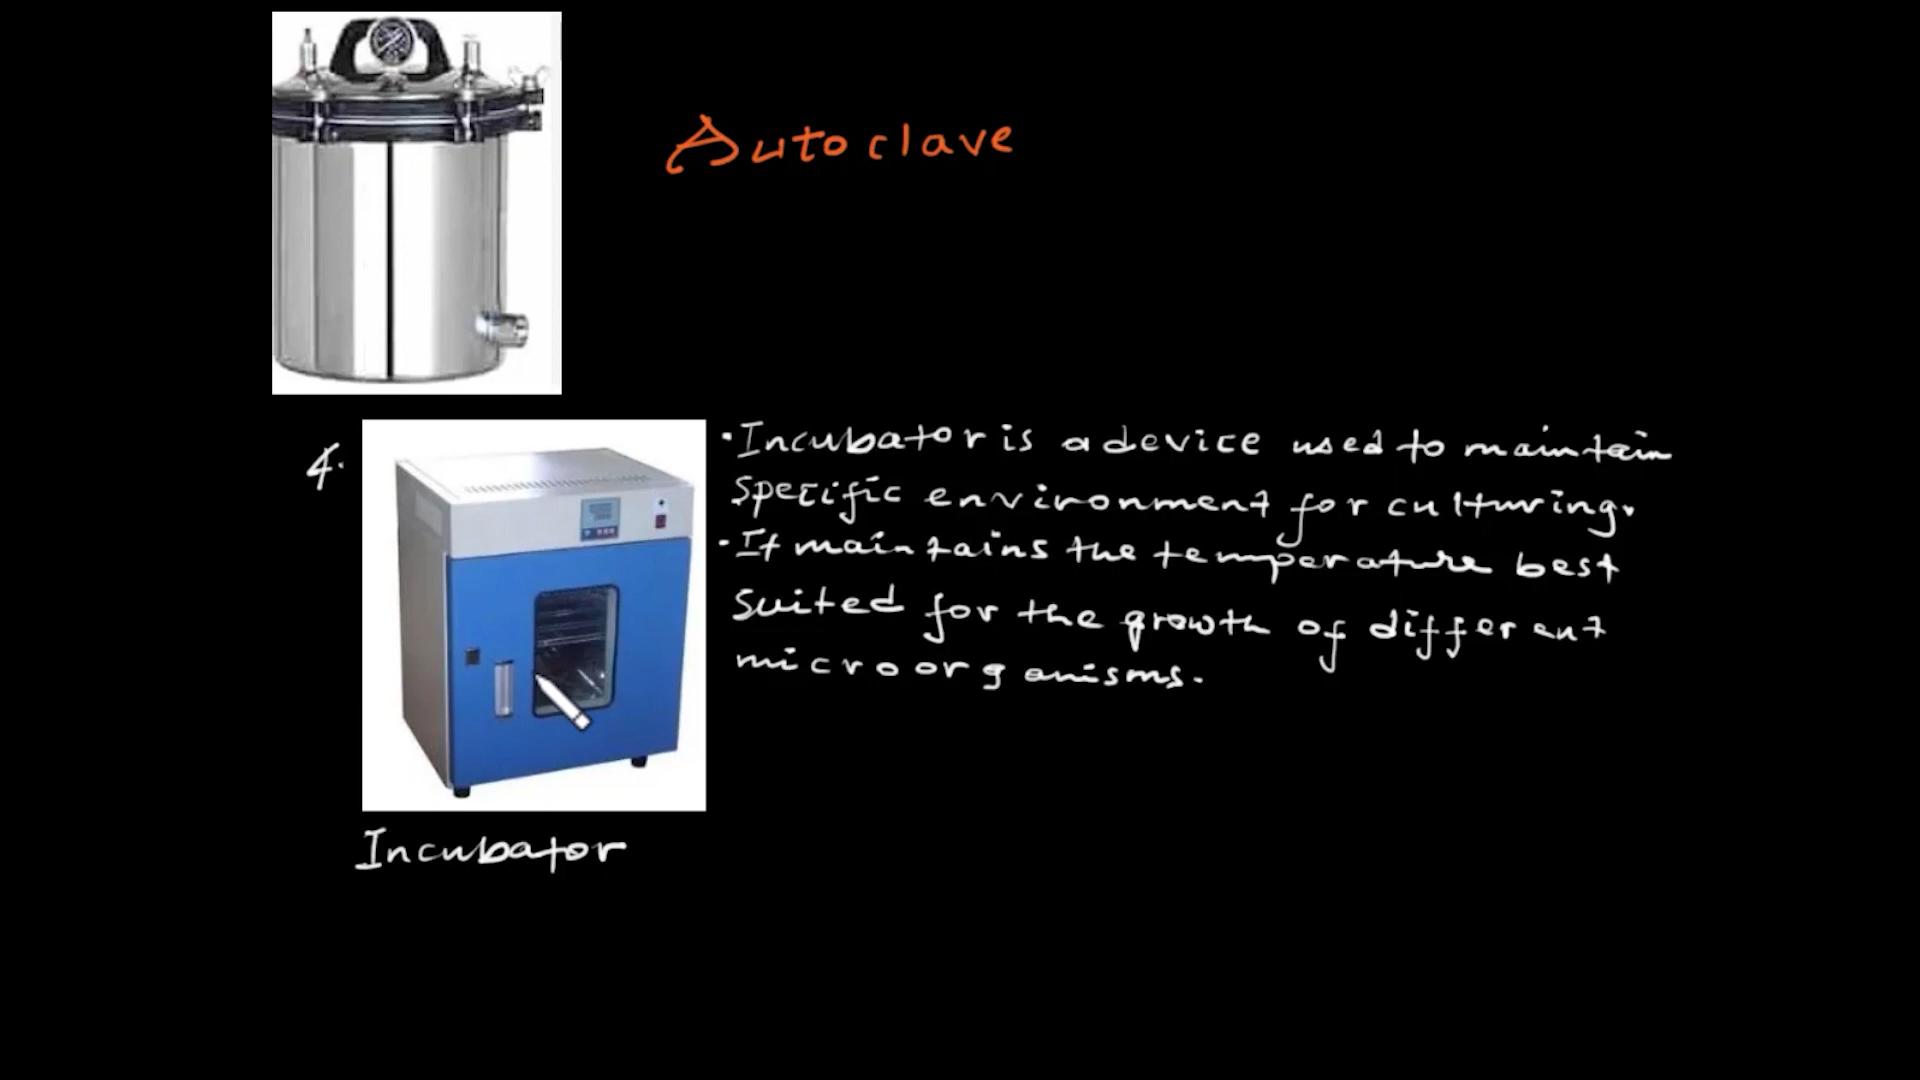 Autoclave
4.
• Incubator is a device used to maintain
specific environment for culturing.
• It maintains the temperature best
suited for the growth of different
microorganisms.
Incubator